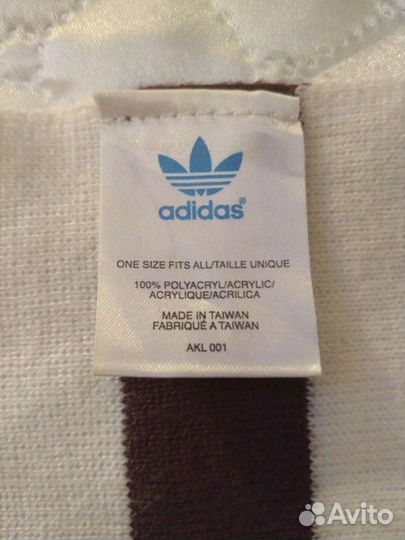 adidas®
ONE SIZE FITS ALL/TAILLE UNIQUE
100% POLYACRYL/ACRYLIC/
ACRYLIQUE/ACRILICA
MADE IN TAIWAN
FABRIQUÉ A TAIWAN
AKL 001
Avito